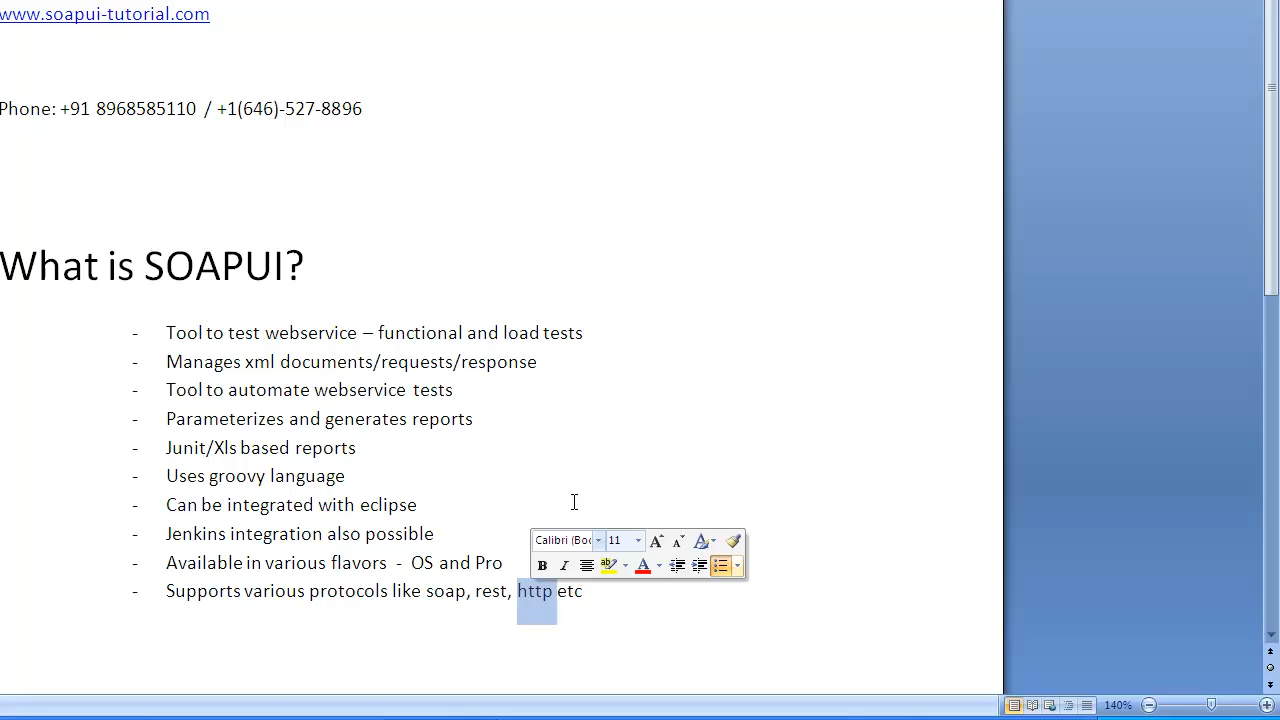 www.soapui-tutorial.com
Phone: +91 8968585110 / +1(646)-527-8896
What is SOAPUI?
- Tool to test webservice – functional and load tests
- Manages xml documents/requests/response
- Tool to automate webservice tests
- Parameterizes and generates reports
- Junit/Xls based reports
- Uses groovy language
- Can be integrated with eclipse
- Jenkins integration also possible
Calibri (Boo 11
- Available in various flavors - OS and Pro
- Supports various protocols like soap, rest, http etc
140%